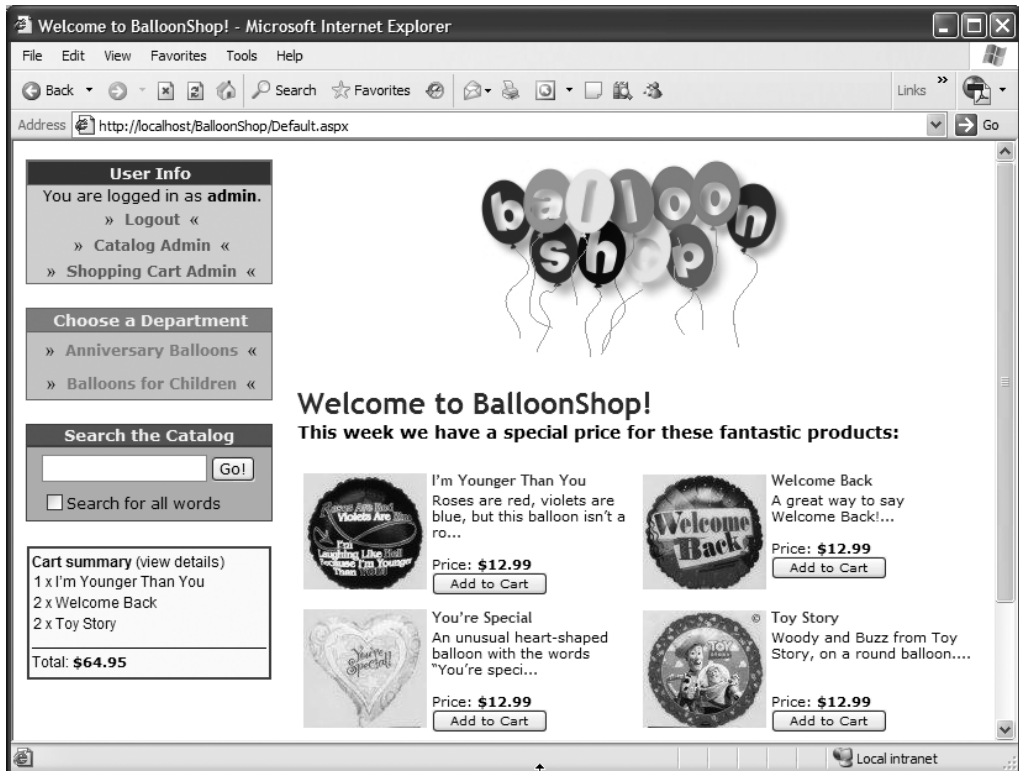 Welcome to BalloonShop! - Microsoft Internet Explorer
File Edit View Favorites Tools Help
Back Search Favorites Links »
Address http://localhost/BalloonShop/Default.aspx Go
User Info
You are logged in as admin.
» Logout «
» Catalog Admin «
» Shopping Cart Admin «
Choose a Department
» Anniversary Balloons «
» Balloons for Children «
Search the Catalog
Go!
Search for all words
Cart summary (view details)
1 x I'm Younger Than You
2 x Welcome Back
2 x Toy Story
Total: $64.95
balloon
shop
Welcome to BalloonShop!
This week we have a special price for these fantastic products:
Roses Are Red
Violets Are
I'm
Laughing Like Hell
Because I'm Younger
Than
I'm Younger Than You
Roses are red, violets are
blue, but this balloon isn't a
ro...
Price: $12.99
Add to Cart
Welcome
Back
Welcome Back
A great way to say
Welcome Back!...
Price: $12.99
Add to Cart
You're
Special!
You're Special
An unusual heart-shaped
balloon with the words
"You're speci...
Price: $12.99
Add to Cart
©
TOY
STORY
Toy Story
Woody and Buzz from Toy
Story, on a round balloon....
Price: $12.99
Add to Cart
Local intranet